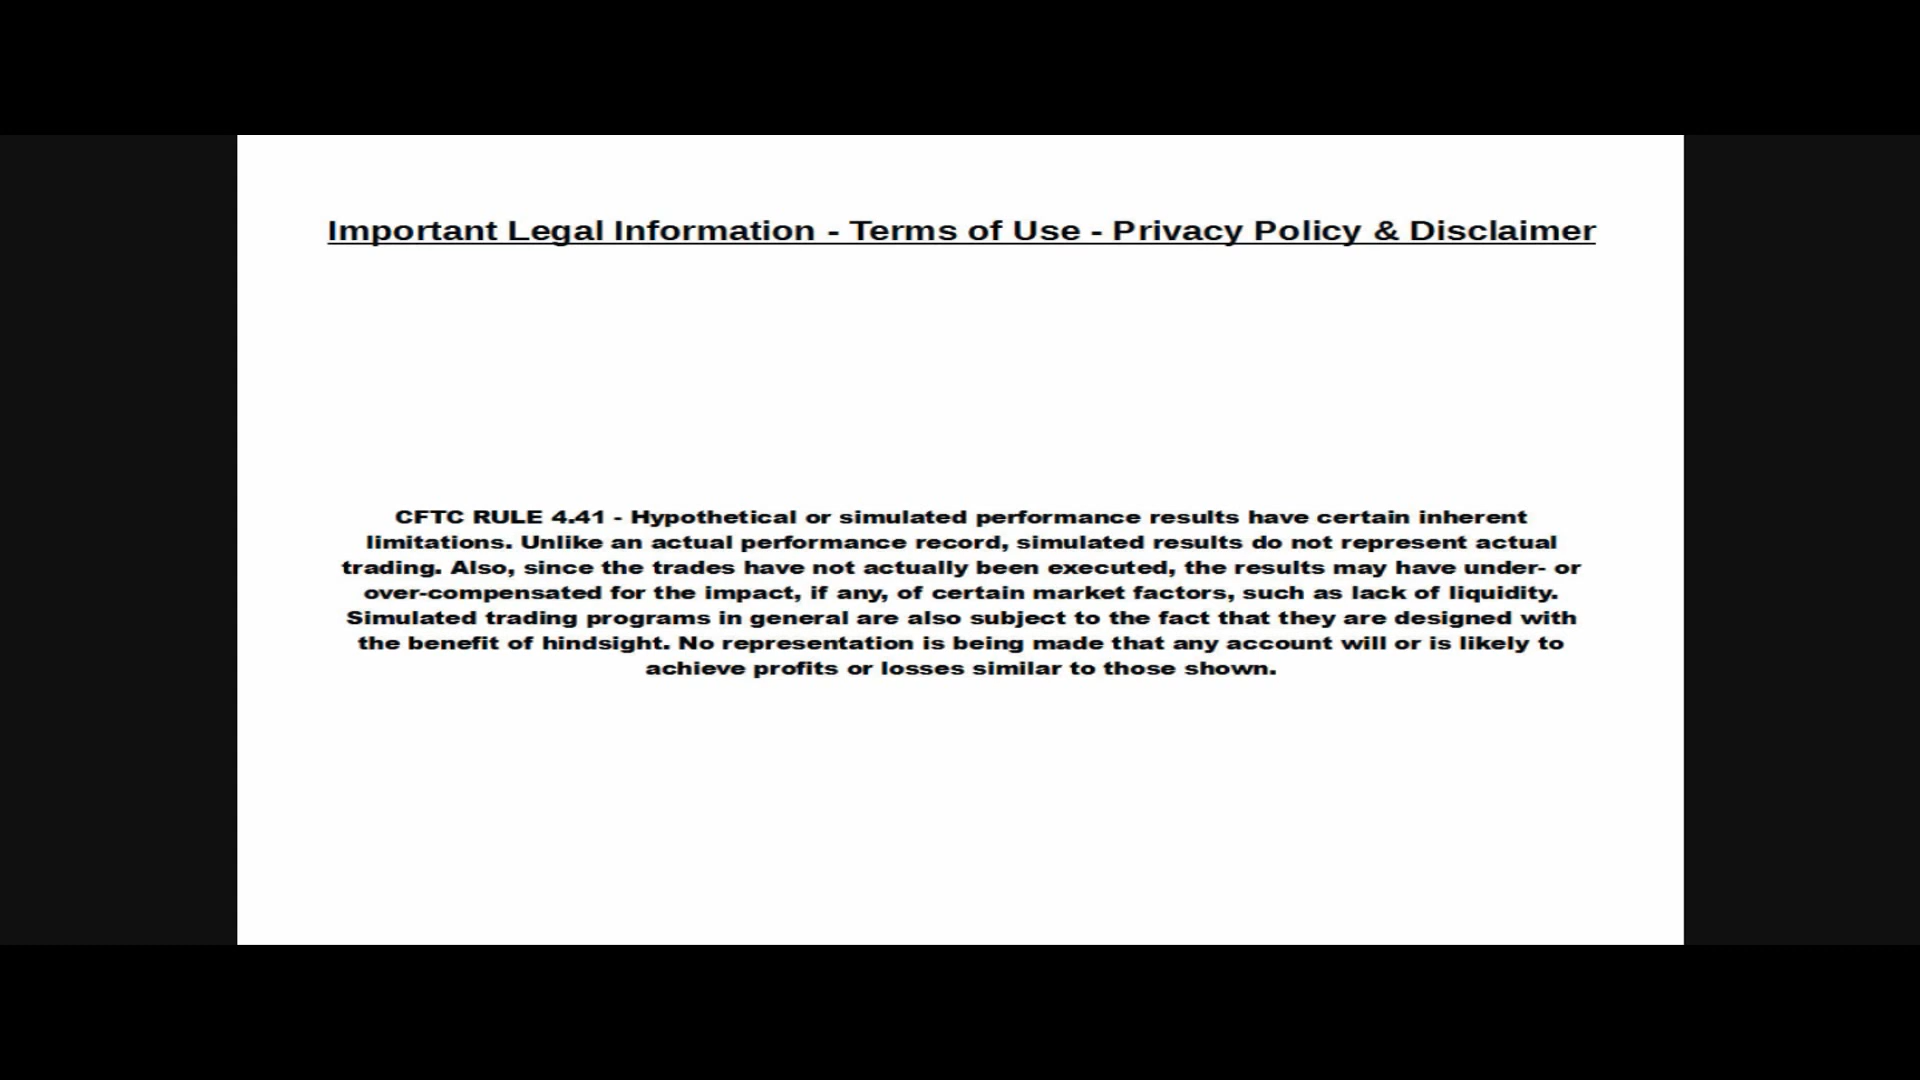 Important Legal Information - Terms of Use - Privacy Policy & Disclaimer
CFTC RULE 4.41 - Hypothetical or simulated performance results have certain inherent
limitations. Unlike an actual performance record, simulated results do not represent actual
trading. Also, since the trades have not actually been executed, the results may have under- or
over-compensated for the impact, if any, of certain market factors, such as lack of liquidity.
Simulated trading programs in general are also subject to the fact that they are designed with
the benefit of hindsight. No representation is being made that any account will or is likely to
achieve profits or losses similar to those shown.